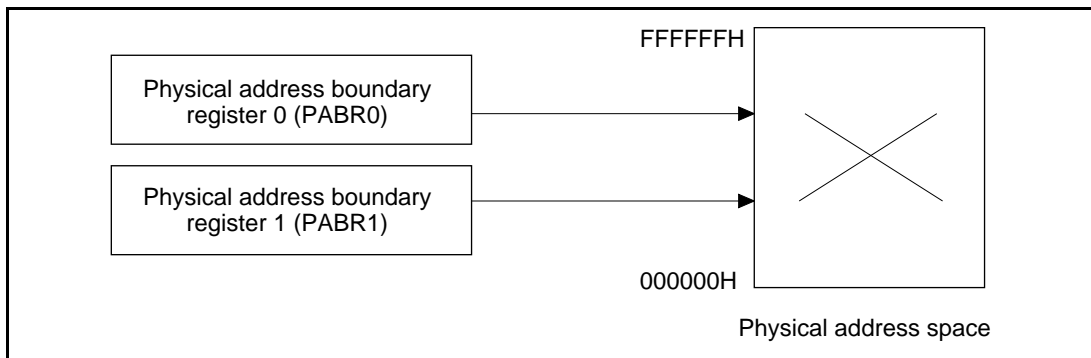 FFFFFFH
Physical address boundary
register 0 (PABR0)
Physical address boundary
register 1 (PABR1)
000000H
Physical address space